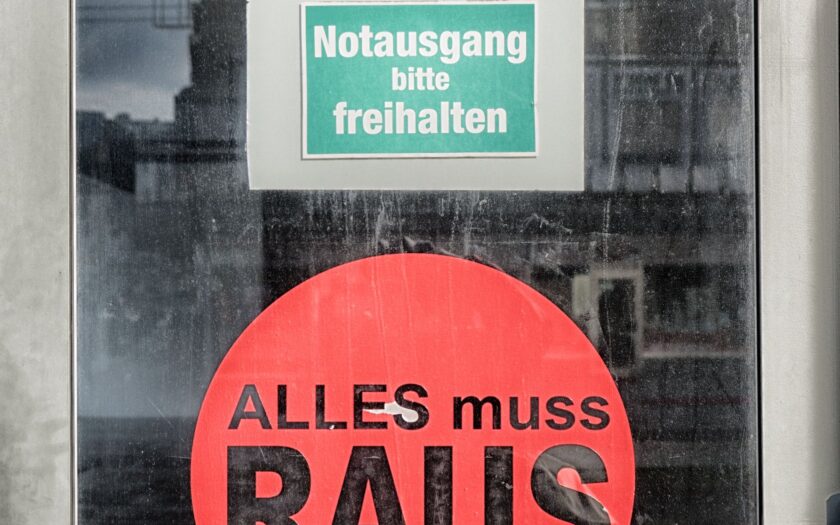 Notausgang
bitte
freihalten
ALLES muss
RAUS